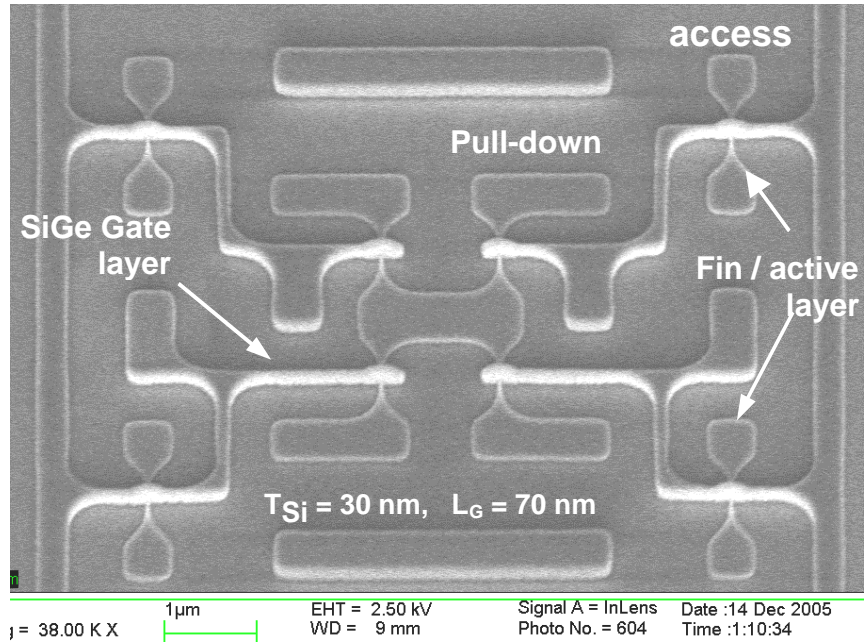 access
Pull-down
SiGe Gate
layer
Fin / active
layer
TSi = 30 nm, LG = 70 nm
1µm
EHT = 2.50 kV
Signal A = InLens
Date :14 Dec 2005
= 38.00 K X
WD = 9 mm
Photo No. = 604
Time :1:10:34